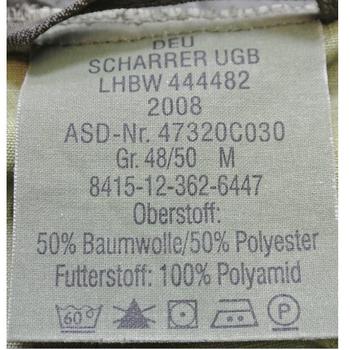 DEU
SCHARRER UGB
LHBW 444482
2008
ASD-Nr. 47320C030
Gr. 48/50 M
8415-12-362-6447
Oberstoff:
50% Baumwolle/50% Polyester
Futterstoff: 100% Polyamid
60 P